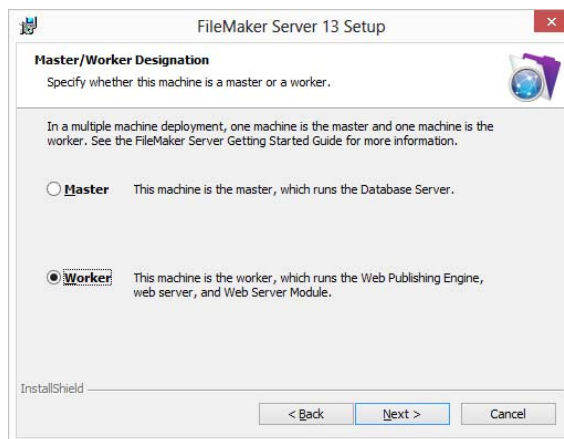 FileMaker Server 13 Setup
Master/Worker Designation
Specify whether this machine is a master or a worker.
In a multiple machine deployment, one machine is the master and one machine is the
worker. See the FileMaker Server Getting Started Guide for more information.
Master This machine is the master, which runs the Database Server.
Worker This machine is the worker, which runs the Web Publishing Engine,
web server, and Web Server Module.
InstallShield
< Back Next > Cancel